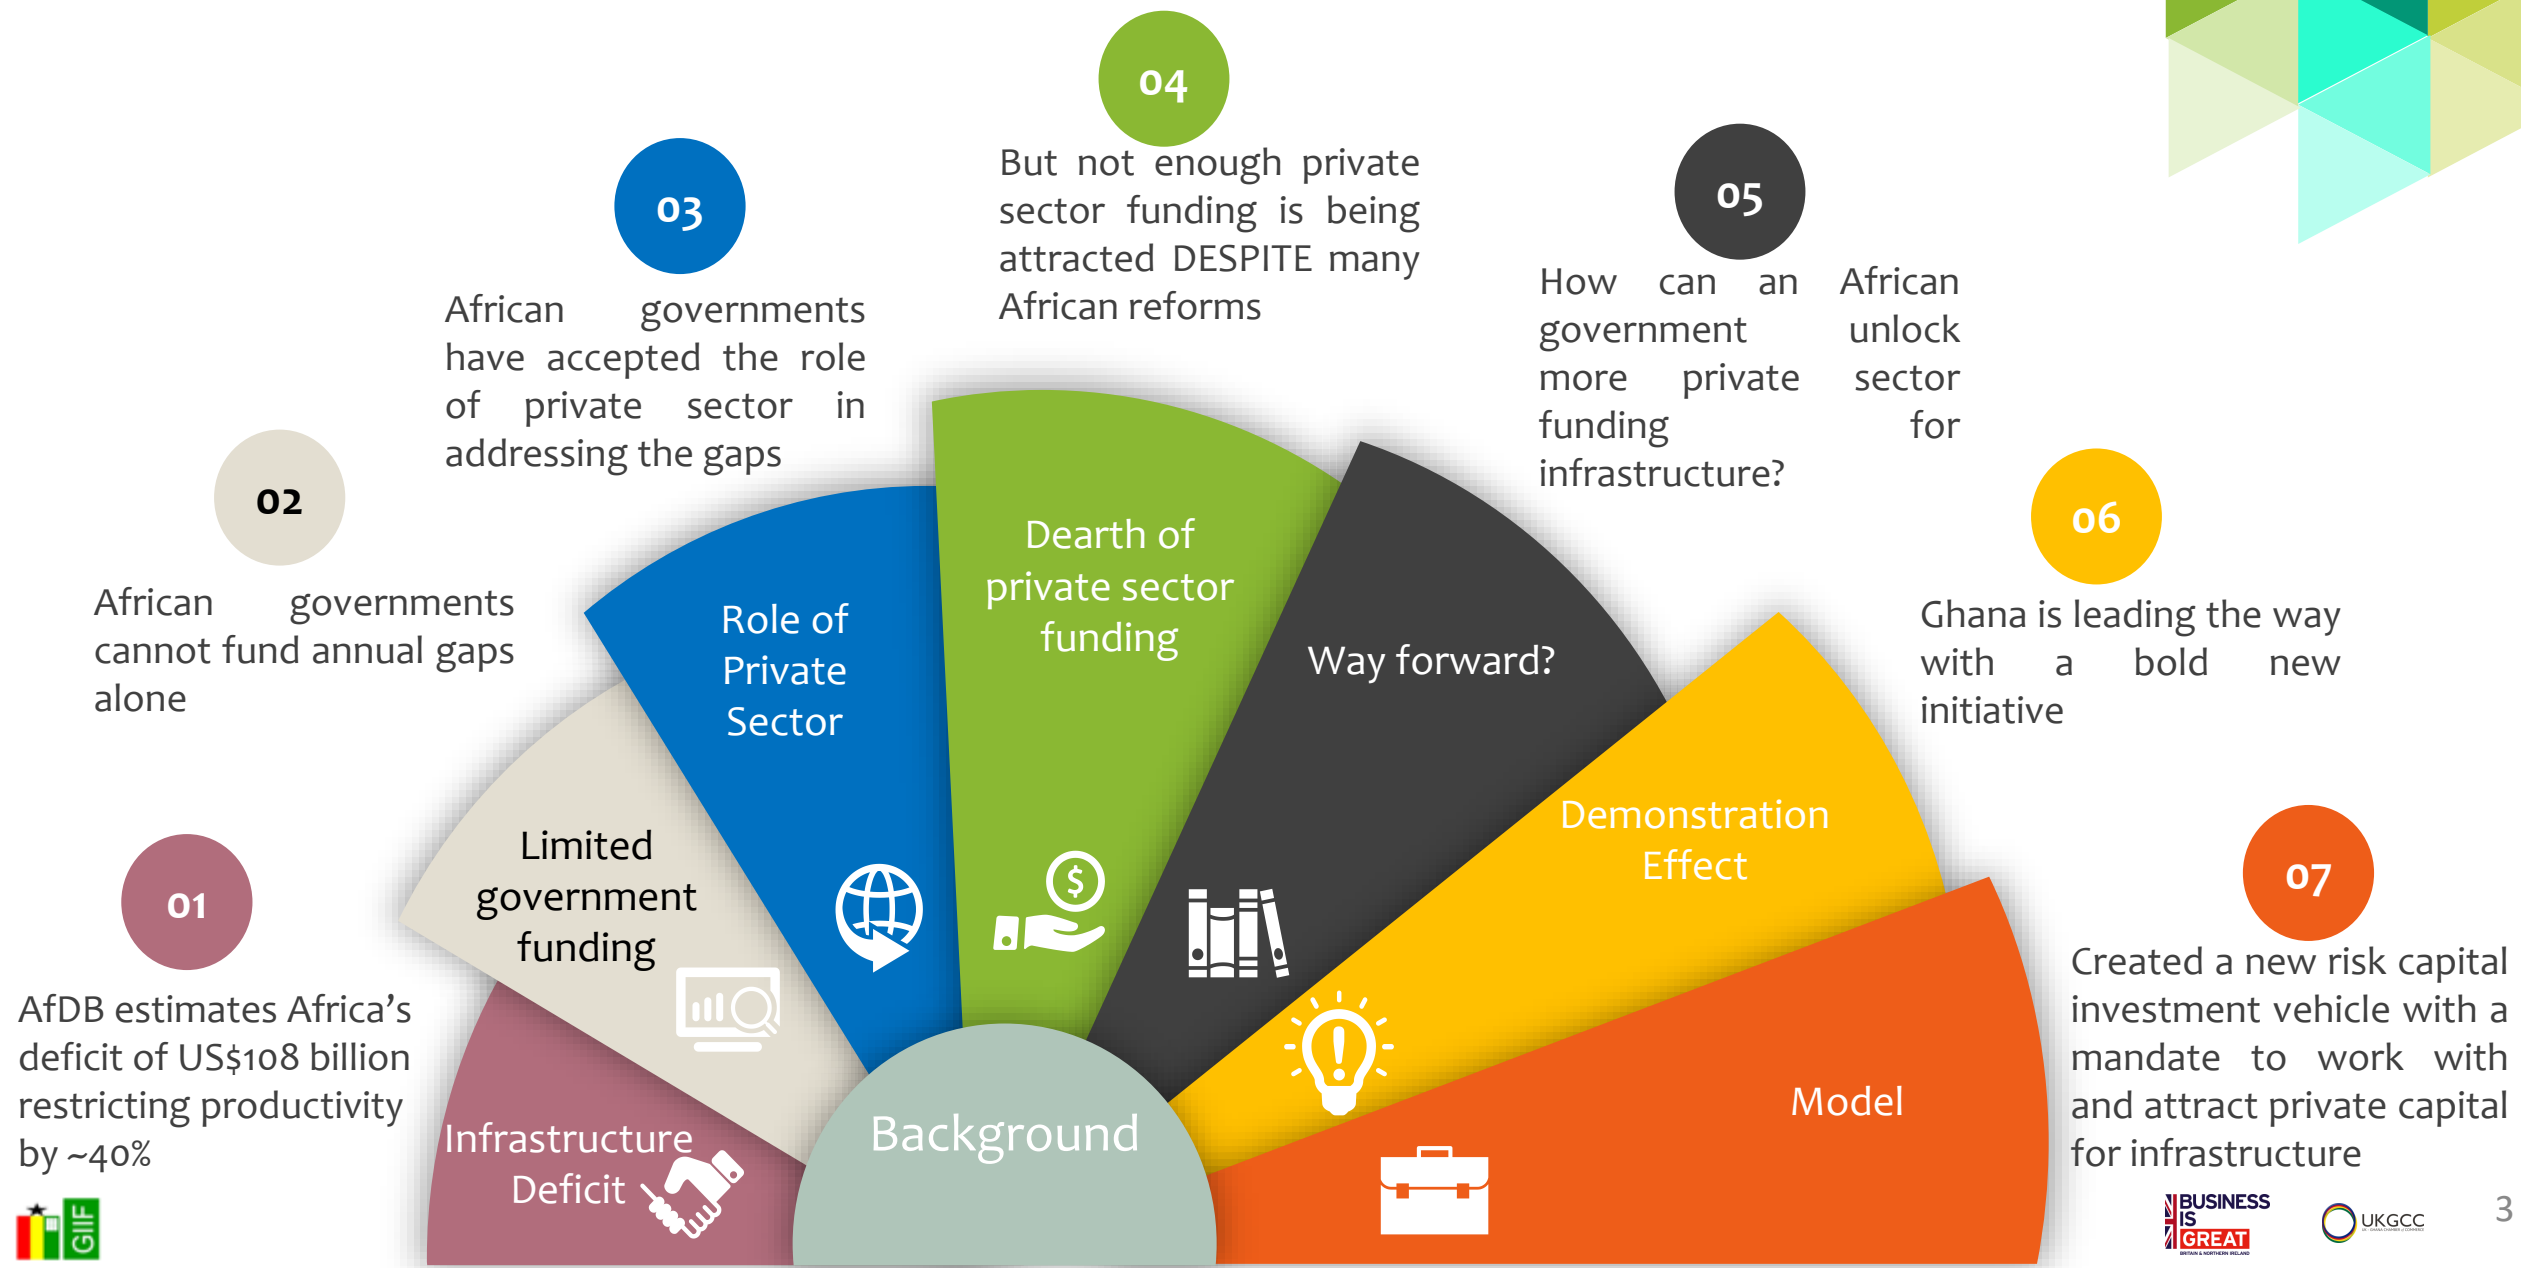 04
But not enough private
sector funding is being
attracted DESPITE many
African reforms
03
African governments
have accepted the role
of private sector in
addressing the gaps
05
How can an African
government unlock
more private sector
funding for
infrastructure?
02
African governments
cannot fund annual gaps
alone
06
Ghana is leading the way
with a bold new
initiative
01
AfDB estimates Africa’s
deficit of US$108 billion
restricting productivity
by ~40%
07
Created a new risk capital
investment vehicle with a
mandate to work with
and attract private capital
for infrastructure
Infrastructure
Deficit
Limited
government
funding
Role of
Private
Sector
Dearth of
private sector
funding
Way forward?
Demonstration
Effect
Model
Background
GIIF
BUSINESS
IS
GREAT
BRITAIN & NORTHERN IRELAND
UKGCC
3